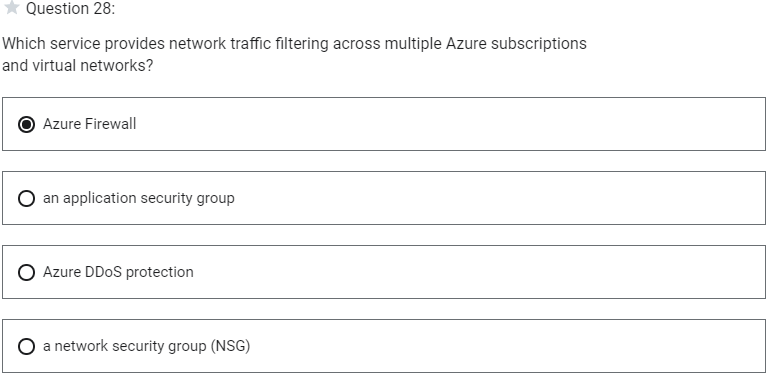 Question 28:
Which service provides network traffic filtering across multiple Azure subscriptions
and virtual networks?
Azure Firewall
an application security group
Azure DDoS protection
a network security group (NSG)